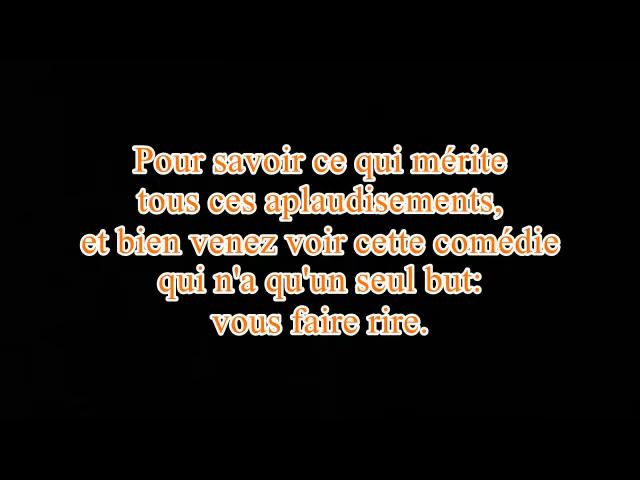 Pour savoir ce qui mérite
tous ces aplaudisements,
et bien venez voir cette comédie
qui n'a qu'un seul but:
vous faire rire.